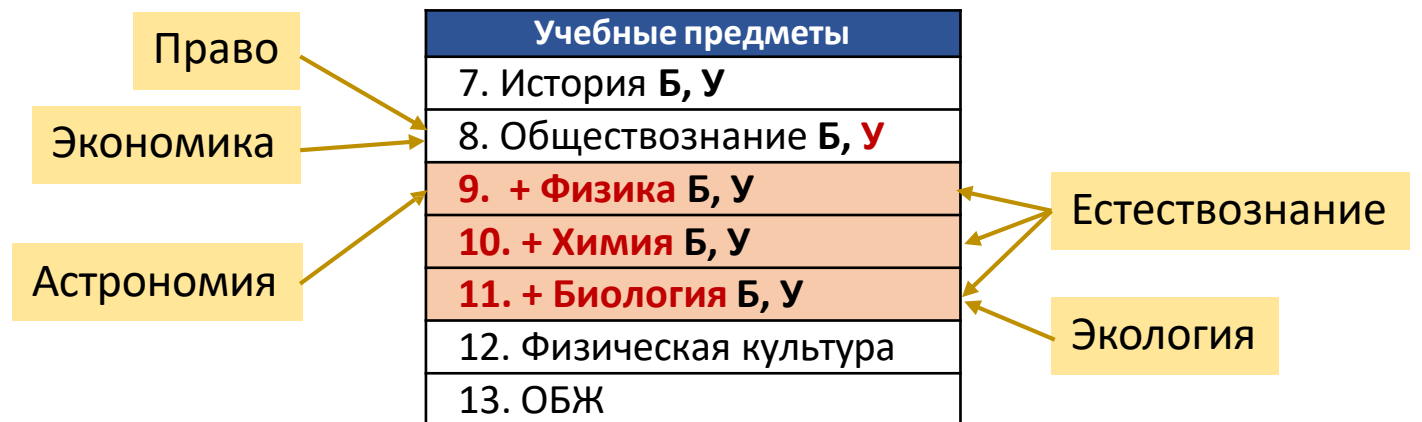 Право
Экономика
Астрономия
Учебные предметы
7. История Б, У
8. Обществознание Б, У
9. + Физика Б, У
10. + Химия Б, У
11. + Биология Б, У
12. Физическая культура
13. ОБЖ
Естествознание
Экология